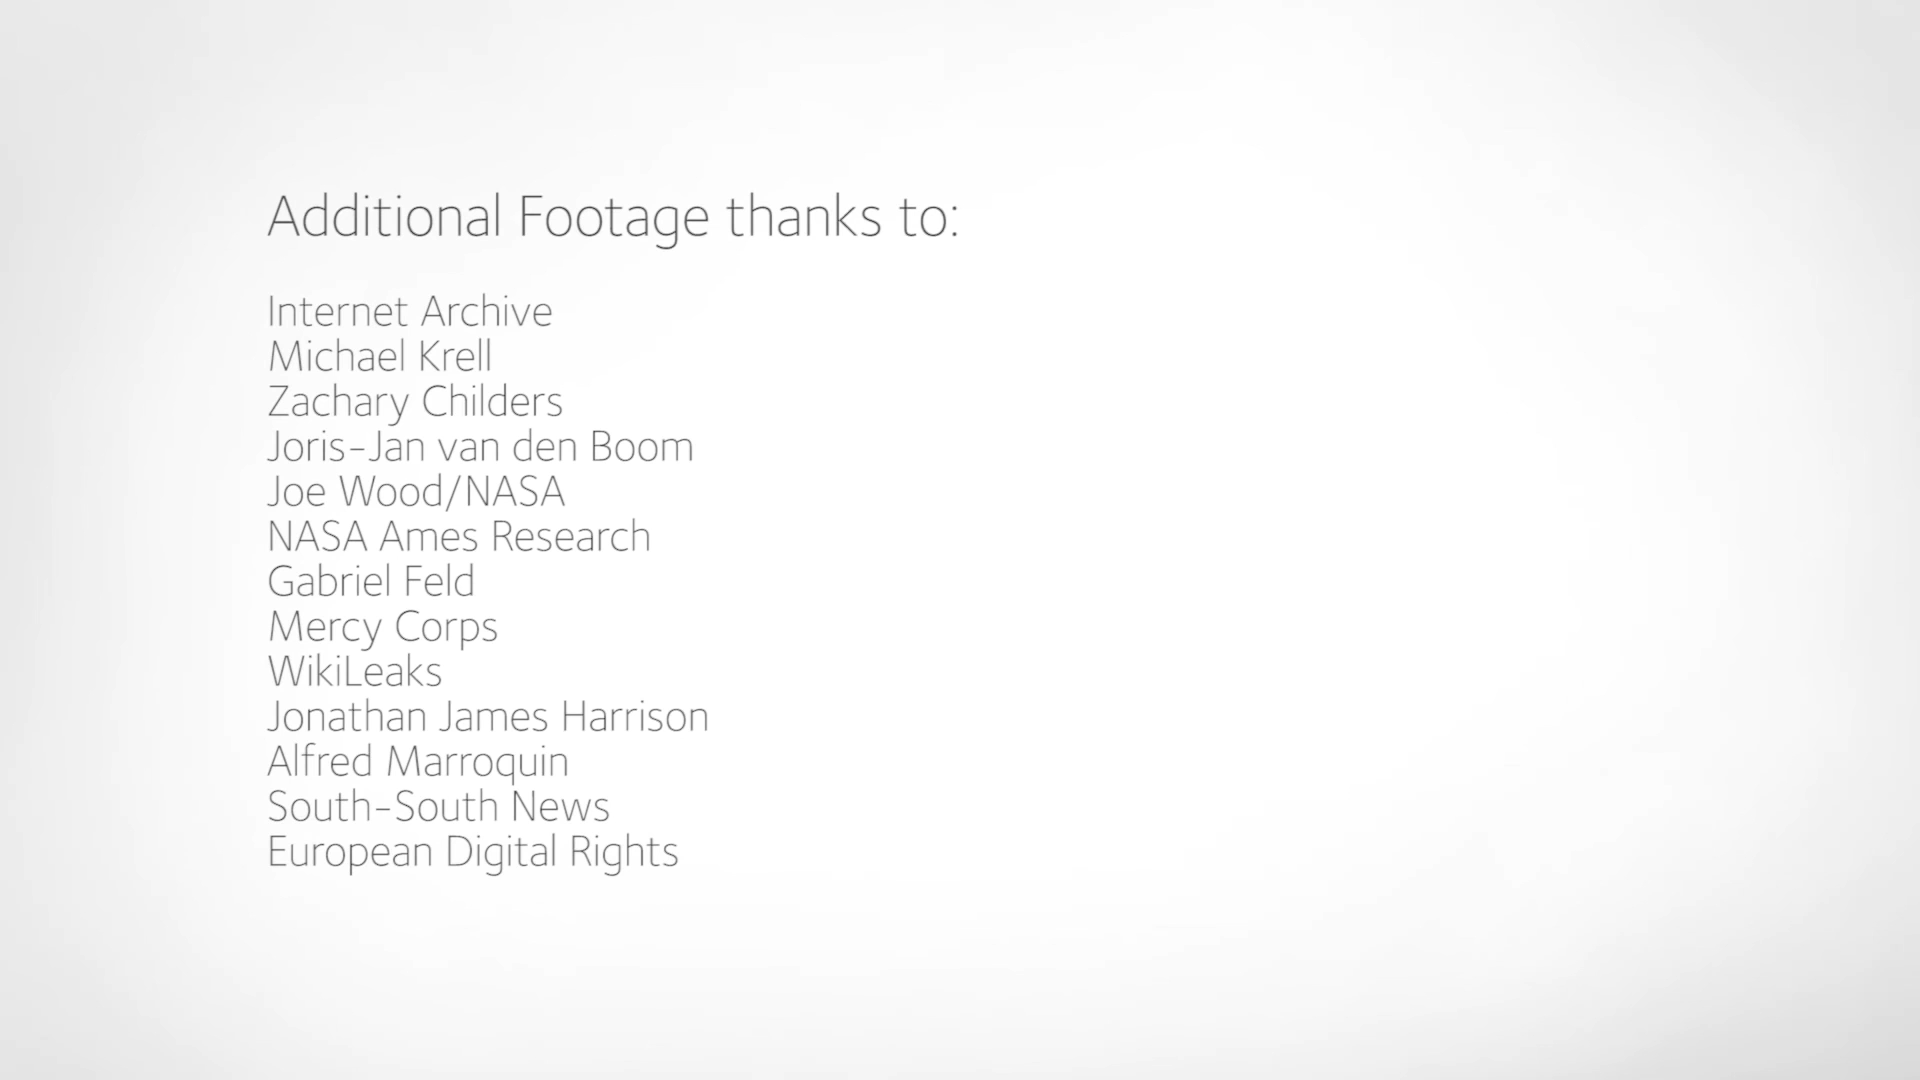 Additional Footage thanks to:
Internet Archive
Michael Krell
Zachary Childers
Joris-Jan van den Boom
Joe Wood/NASA
NASA Ames Research
Gabriel Feld
Mercy Corps
WikiLeaks
Jonathan James Harrison
Alfred Marroquin
South-South News
European Digital Rights